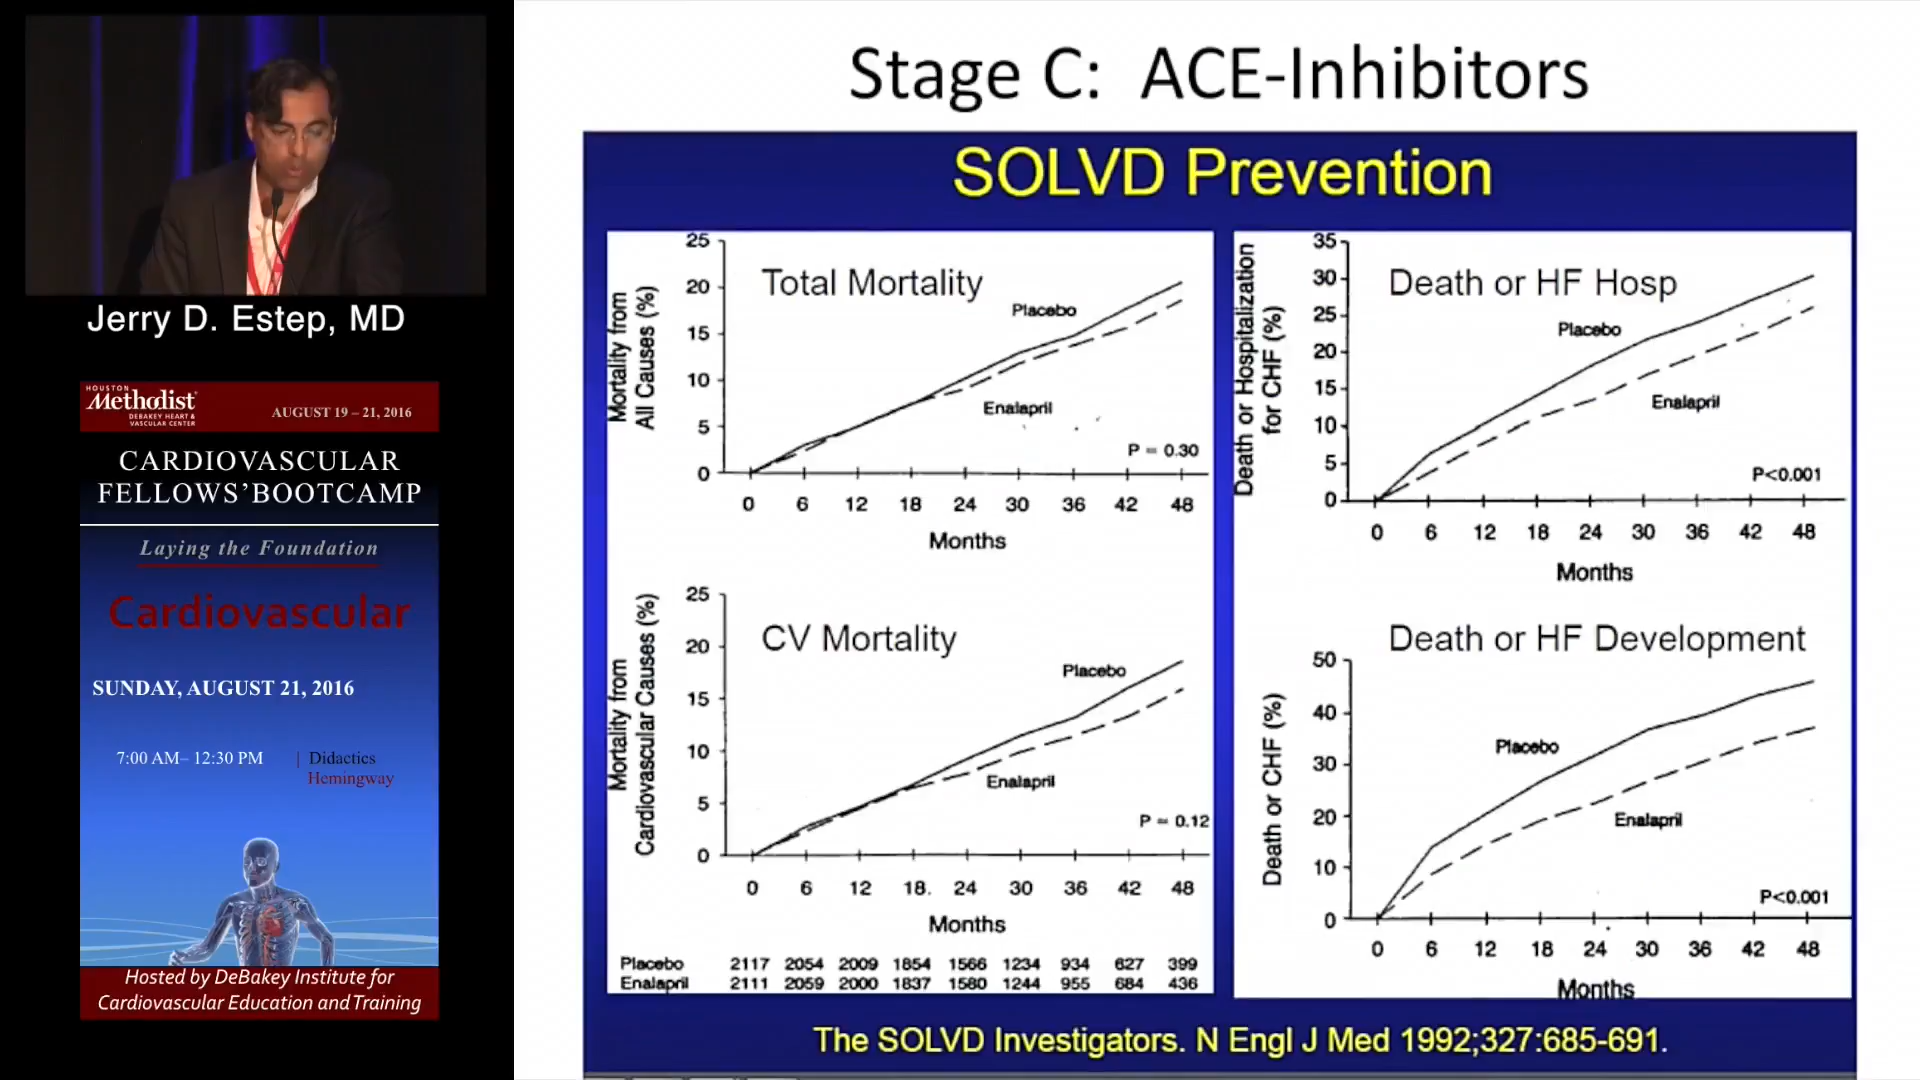 Jerry D. Estep, MD
HOUSTON
Methodist
DEBAKEY HEART &
VASCULAR CENTER
AUGUST 19 – 21, 2016
CARDIOVASCULAR
FELLOWS'BOOTCAMP
Laying the Foundation
Cardiovascular
SUNDAY, AUGUST 21, 2016
7:00 AM– 12:30 PM | Didactics
Hemingway
Hosted by DeBakey Institute for
Cardiovascular Education and Training
Stage C: ACE-Inhibitors
SOLVD Prevention
Total Mortality
Mortality from
All Causes (%)
25
20
15
10
5
0
Placebo
Enalapril
P = 0.30
0 6 12 18 24 30 36 42 48
Months
Death or HF Hosp
Death or Hospitalization
for CHF (%)
35
30
25
20
15
10
5
0
Placebo
Enalapril
P<0.001
0 6 12 18 24 30 36 42 48
Months
CV Mortality
Mortality from
Cardiovascular Causes (%)
25
20
15
10
5
0
Placebo
Enalapril
P = 0.12
0 6 12 18. 24 30 36 42 48
Months
Placebo 2117 2054 2009 1854 1566 1234 934 627 399
Enalapril 2111 2059 2000 1837 1580 1244 955 684 436
Death or HF Development
Death or CHF (%)
50
40
30
20
10
0
Placebo
Enalapril
P<0.001
0 6 12 18 24 30 36 42 48
Months
The SOLVD Investigators. N Engl J Med 1992;327:685-691.